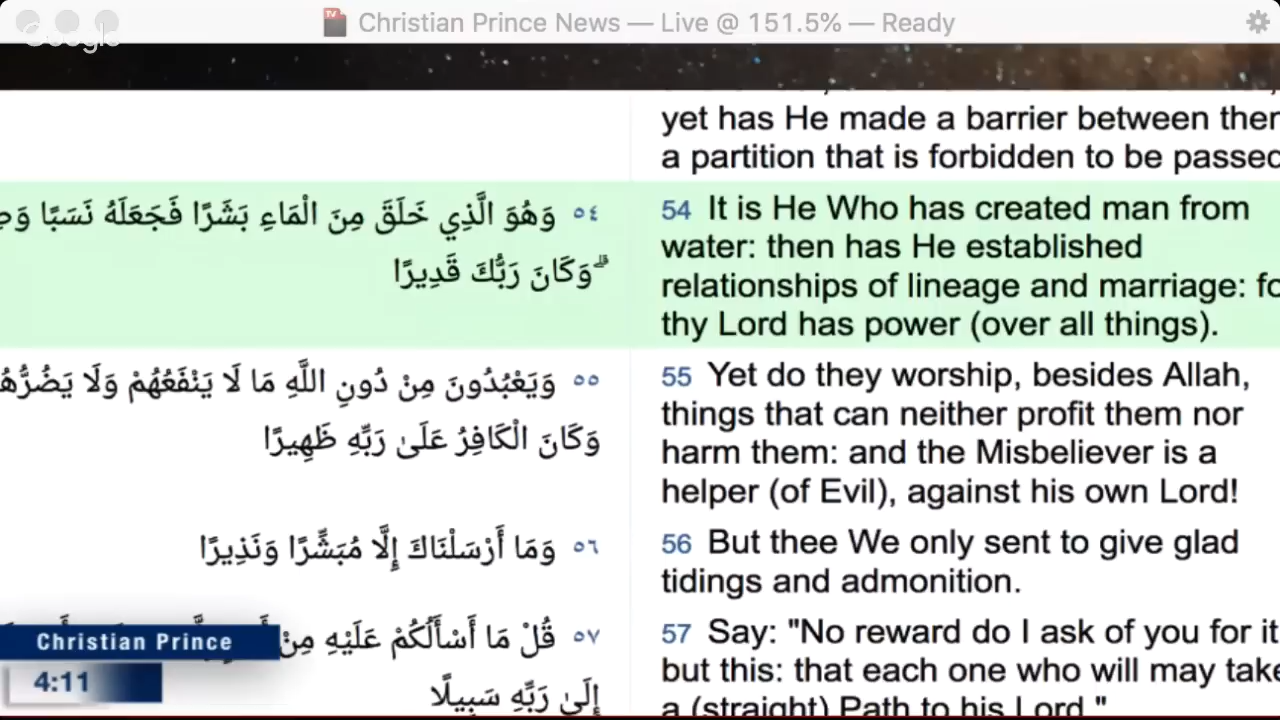 Christian Prince News — Live @ 151.5% — Ready
Google
yet has He made a barrier between
a partition that is forbidden to be
٥٤ وَهُوَ الَّذِي خَلَقَ مِنَ الْمَاءِ بَشَرًا فَجَعَلَهُ نَسَبًا
ۗ وَكَانَ رَبُّكَ قَدِيرًا
54 It is He Who has created man from
water: then has He established
relationships of lineage and marriage:
thy Lord has power (over all things).
٥٥ وَيَعْبُدُونَ مِنْ دُونِ اللَّهِ مَا لَا يَنْفَعُهُمْ وَلَا
وَكَانَ الْكَافِرُ عَلَىٰ رَبِّهِ ظَهِيرًا
55 Yet do they worship, besides Allah,
things that can neither profit them nor
harm them: and the Misbeliever is a
helper (of Evil), against his own Lord!
٥٦ وَمَا أَرْسَلْنَاكَ إِلَّا مُبَشِّرًا وَنَذِيرًا
56 But thee We only sent to give glad
tidings and admonition.
٥٧ قُلْ مَا أَسْأَلُكُمْ عَلَيْهِ مِنْ
إِلَىٰ رَبِّهِ سَبِيلًا
57 Say: "No reward do I ask of you for it
but this: that each one who will may
a (straight) Path to his Lord."
Christian Prince
4:11